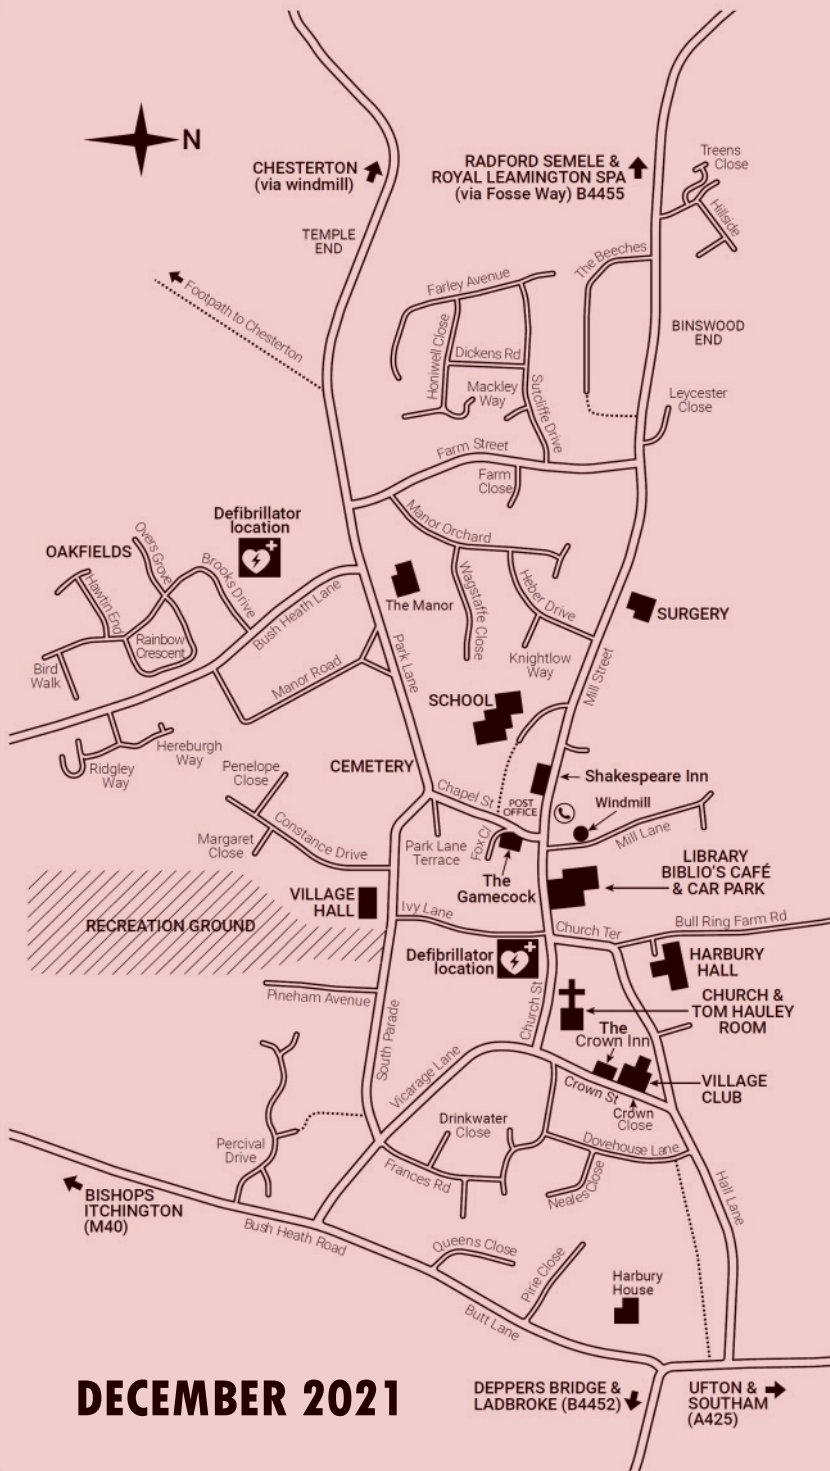 N
CHESTERTON
(via windmill)
RADFORD SEMELE &
ROYAL LEAMINGTON SPA
(via Fosse Way) B4455
Treens
Close
Hillside
TEMPLE
END
The Beeches
Footpath to Chesterton
Farley Avenue
BINSWOOD
END
Honiwell Close
Dickens Rd
Mackley
Way
Sutcliffe Drive
Leycester
Close
Farm Street
Farm
Close
Defibrillator
location
Manor Orchard
OAKFIELDS
Overs Grove
Brooks Drive
Hawtin End
Rainbow
Crescent
Bush Heath Lane
The Manor
Wagstaffe Close
Heber Drive
SURGERY
Bird
Walk
Manor Road
Park Lane
Knightlow
Way
Mill Street
SCHOOL
Hereburgh
Way
Ridgley
Way
Penelope
Close
CEMETERY
Shakespeare Inn
Chapel St
POST
OFFICE
Windmill
Mill Lane
Margaret
Close
Constance Drive
Park Lane
Terrace
Fox Cl
The
Gamecock
LIBRARY
BIBLIO'S CAFÉ
& CAR PARK
VILLAGE
HALL
Ivy Lane
RECREATION GROUND
Church Ter
Bull Ring Farm Rd
Defibrillator
location
HARBURY
HALL
Pineham Avenue
Church St
CHURCH &
TOM HAULEY
ROOM
The
Crown Inn
South Parade
Vicarage Lane
Crown St
VILLAGE
CLUB
Crown
Close
Drinkwater
Close
Percival
Drive
Dovehouse Lane
Frances Rd
Neales Close
Hall Lane
BISHOPS
ITCHINGTON
(M40)
Bush Heath Road
Queens Close
Pirie Close
Harbury
House
Butt Lane
DECEMBER 2021
DEPPERS BRIDGE &
LADBROKE (B4452)
UFTON &
SOUTHAM
(A425)